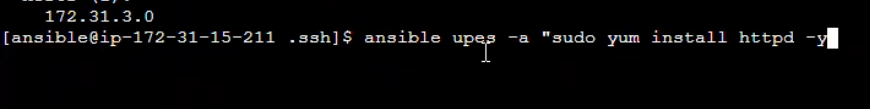 172.31.3.0
[ansible@ip-172-31-15-211 .ssh]$ ansible upes -a "sudo yum install httpd -y